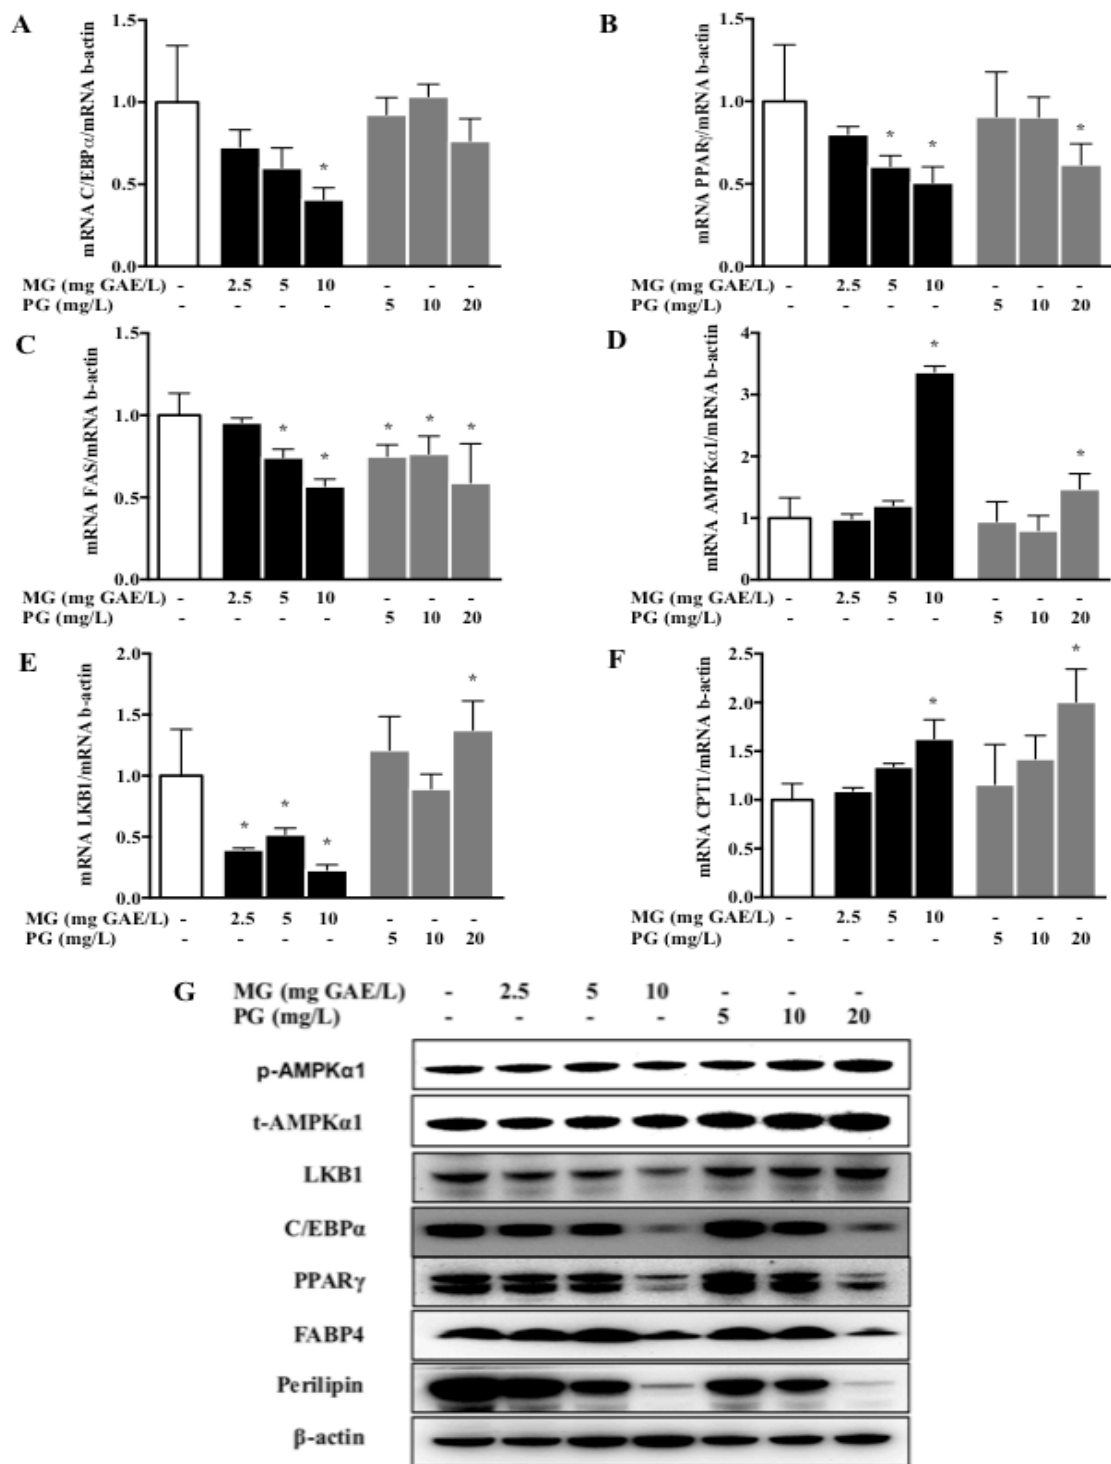 A
mRNA C/EBPα/mRNA b-actin
1.5
1.0
0.5
0.0
*
MG (mg GAE/L) - 2.5 5 10 - - -
PG (mg/L) - - - - 5 10 20
B
mRNA PPARγ/mRNA b-actin
1.5
1.0
0.5
0.0
* * *
MG (mg GAE/L) - 2.5 5 10 - - -
PG (mg/L) - - - - 5 10 20
C
mRNA FAS/mRNA b-actin
1.5
1.0
0.5
0.0
* * * * *
MG (mg GAE/L) - 2.5 5 10 - - -
PG (mg/L) - - - - 5 10 20
D
mRNA AMPKα1/mRNA b-actin
4
3
2
1
0
* *
MG (mg GAE/L) - 2.5 5 10 - - -
PG (mg/L) - - - - 5 10 20
E
mRNA LKB1/mRNA b-actin
2.0
1.5
1.0
0.5
0.0
* * * *
MG (mg GAE/L) - 2.5 5 10 - - -
PG (mg/L) - - - - 5 10 20
F
mRNA CPT1/mRNA b-actin
2.5
2.0
1.5
1.0
0.5
0.0
* *
MG (mg GAE/L) - 2.5 5 10 - - -
PG (mg/L) - - - - 5 10 20
G
MG (mg GAE/L) - 2.5 5 10 - - -
PG (mg/L) - - - - 5 10 20
p-AMPKα1
t-AMPKα1
LKB1
C/EBPα
PPARγ
FABP4
Perilipin
β-actin